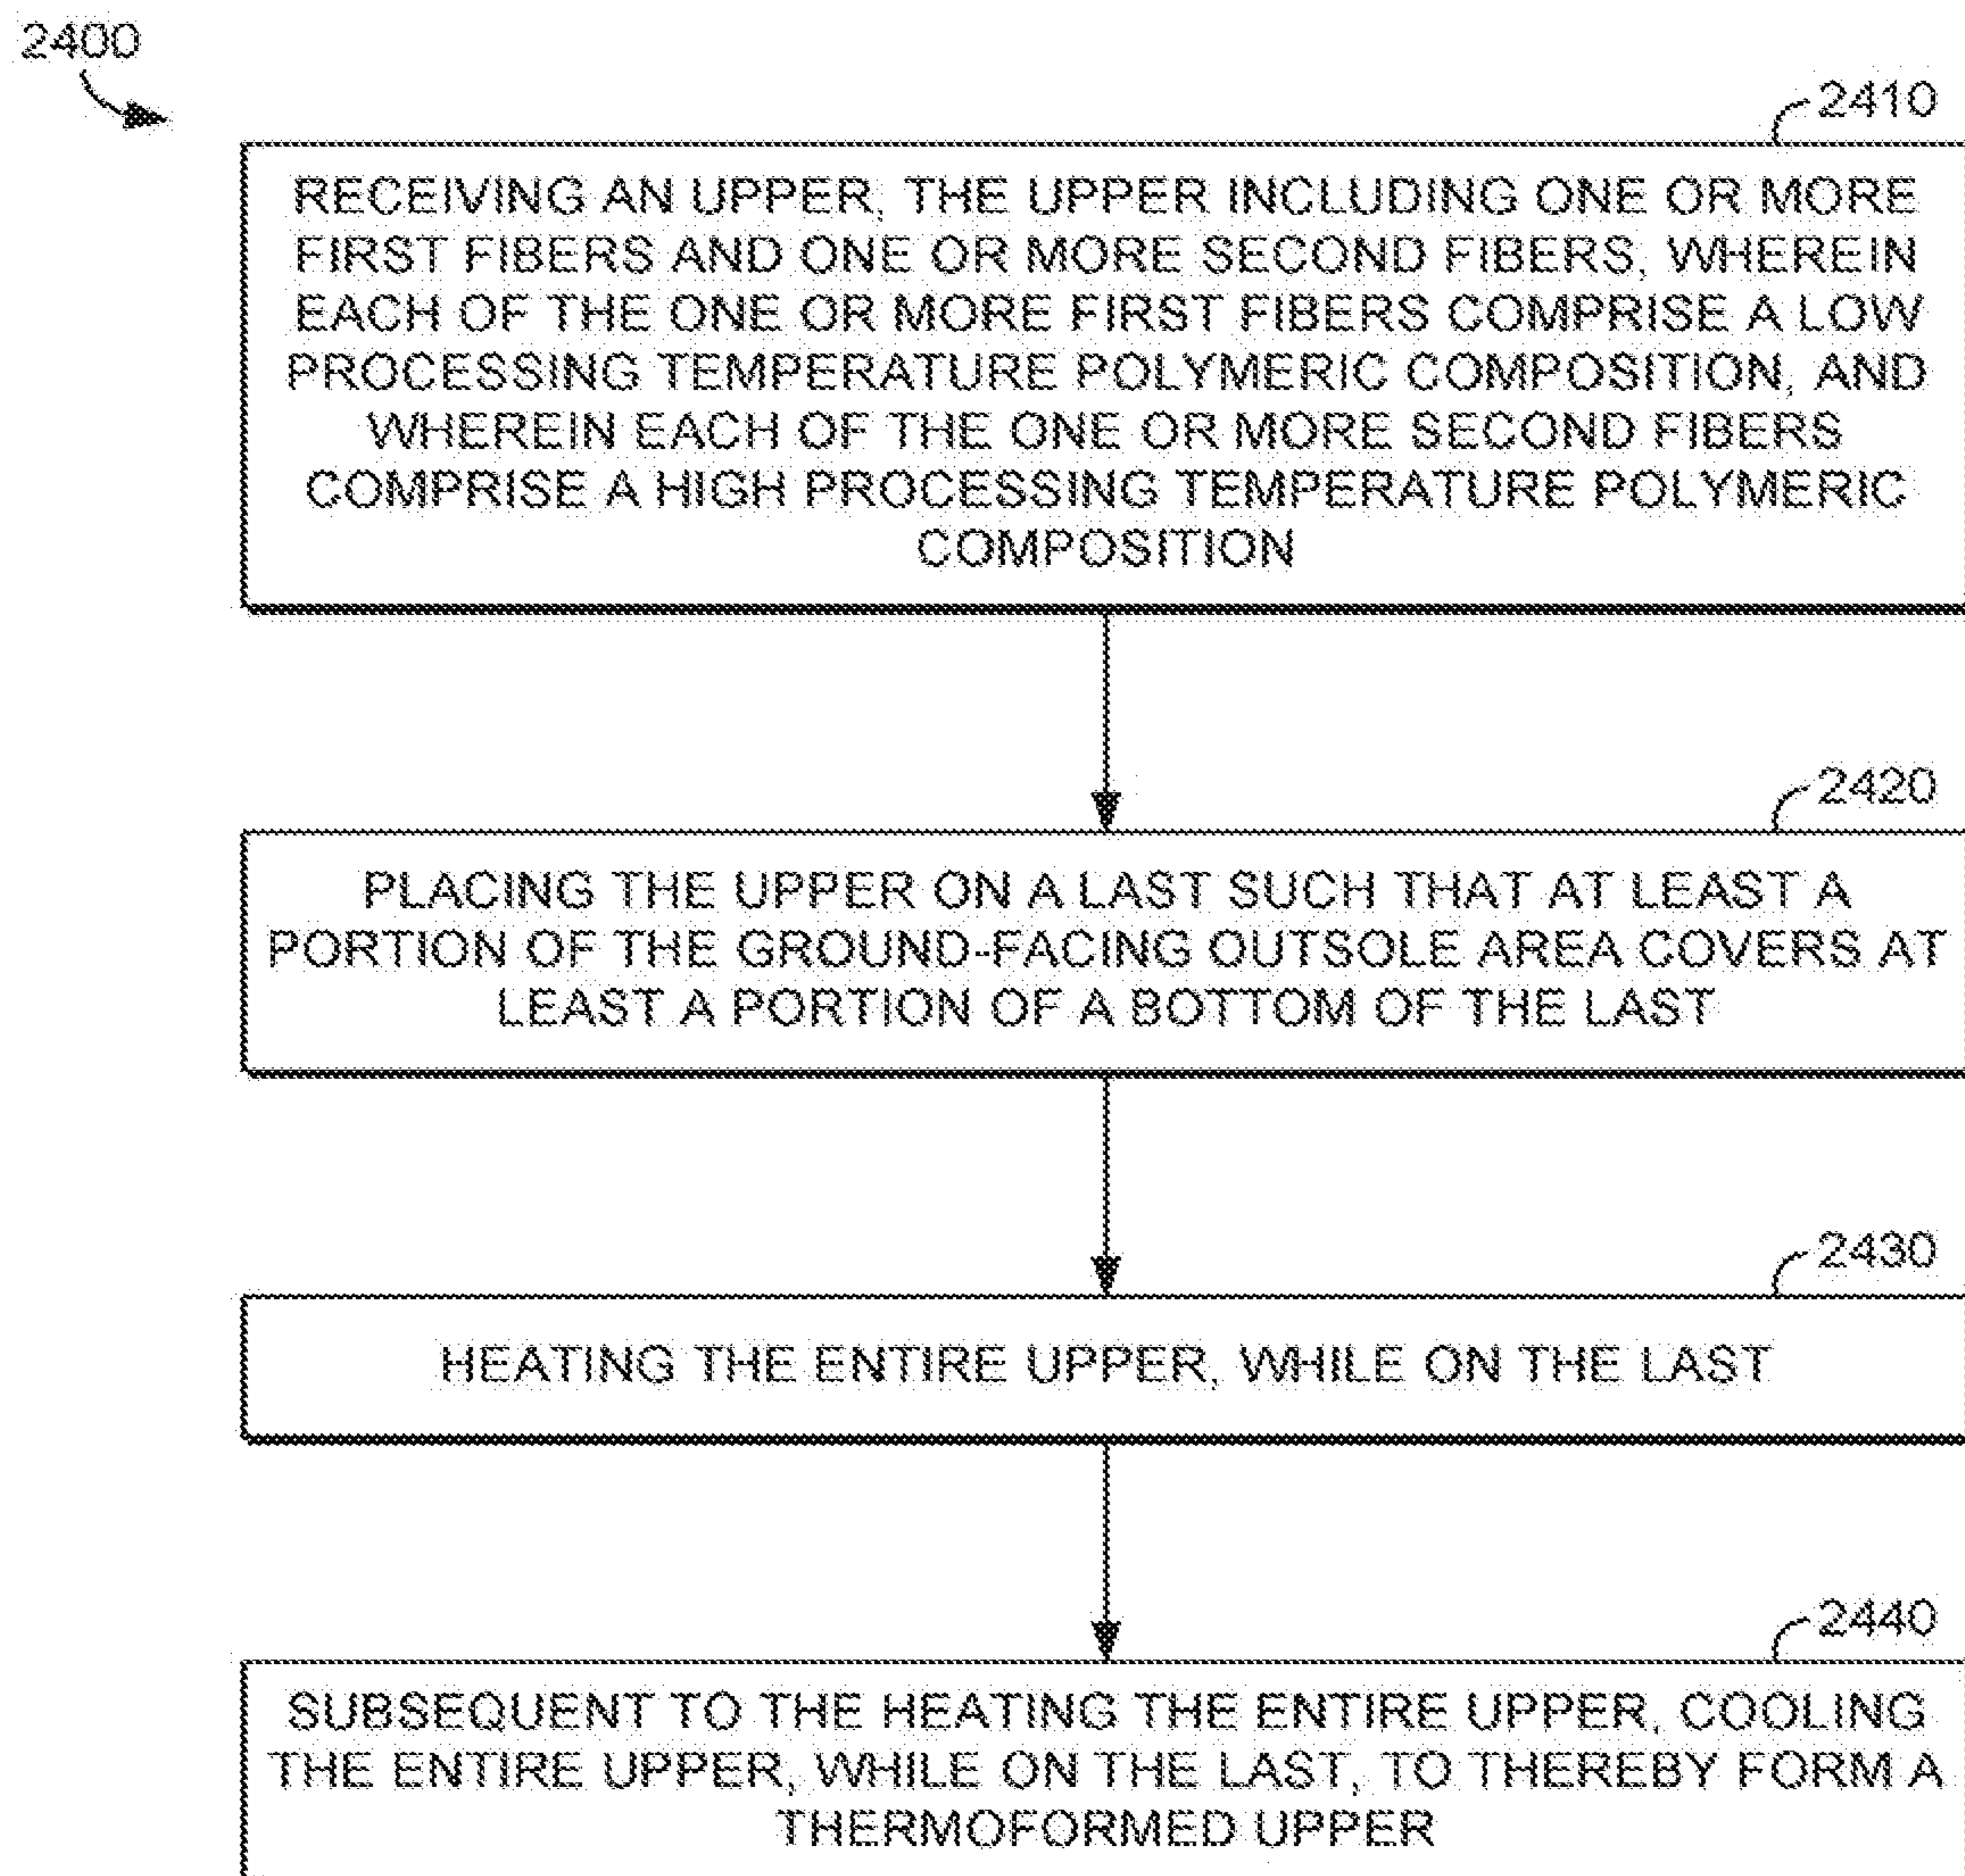 2400
2410
RECEIVING AN UPPER, THE UPPER INCLUDING ONE OR MORE
FIRST FIBERS AND ONE OR MORE SECOND FIBERS, WHEREIN
EACH OF THE ONE OR MORE FIRST FIBERS COMPRISE A LOW
PROCESSING TEMPERATURE POLYMERIC COMPOSITION, AND
WHEREIN EACH OF THE ONE OR MORE SECOND FIBERS
COMPRISE A HIGH PROCESSING TEMPERATURE POLYMERIC
COMPOSITION
2420
PLACING THE UPPER ON A LAST SUCH THAT AT LEAST A
PORTION OF THE GROUND-FACING OUTSOLE AREA COVERS AT
LEAST A PORTION OF A BOTTOM OF THE LAST
2430
HEATING THE ENTIRE UPPER, WHILE ON THE LAST
2440
SUBSEQUENT TO THE HEATING THE ENTIRE UPPER, COOLING
THE ENTIRE UPPER, WHILE ON THE LAST, TO THEREBY FORM A
THERMOFORMED UPPER